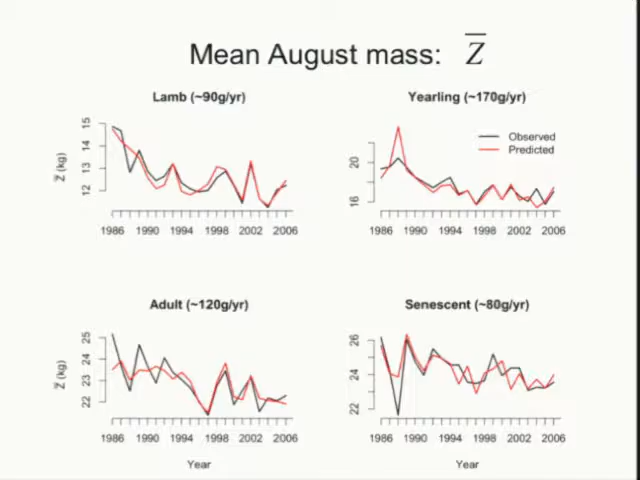 Mean August mass: Z̅
Lamb (~90g/yr)
Yearling (~170g/yr)
Z̅ (kg)
15
14
13
12
1986 1990 1994 1998 2002 2006
20
16
Observed
Predicted
1986 1990 1994 1998 2002 2006
Adult (~120g/yr)
Senescent (~80g/yr)
Z̅ (kg)
25
24
23
22
1986 1990 1994 1998 2002 2006
Year
26
24
22
1986 1990 1994 1998 2002 2006
Year